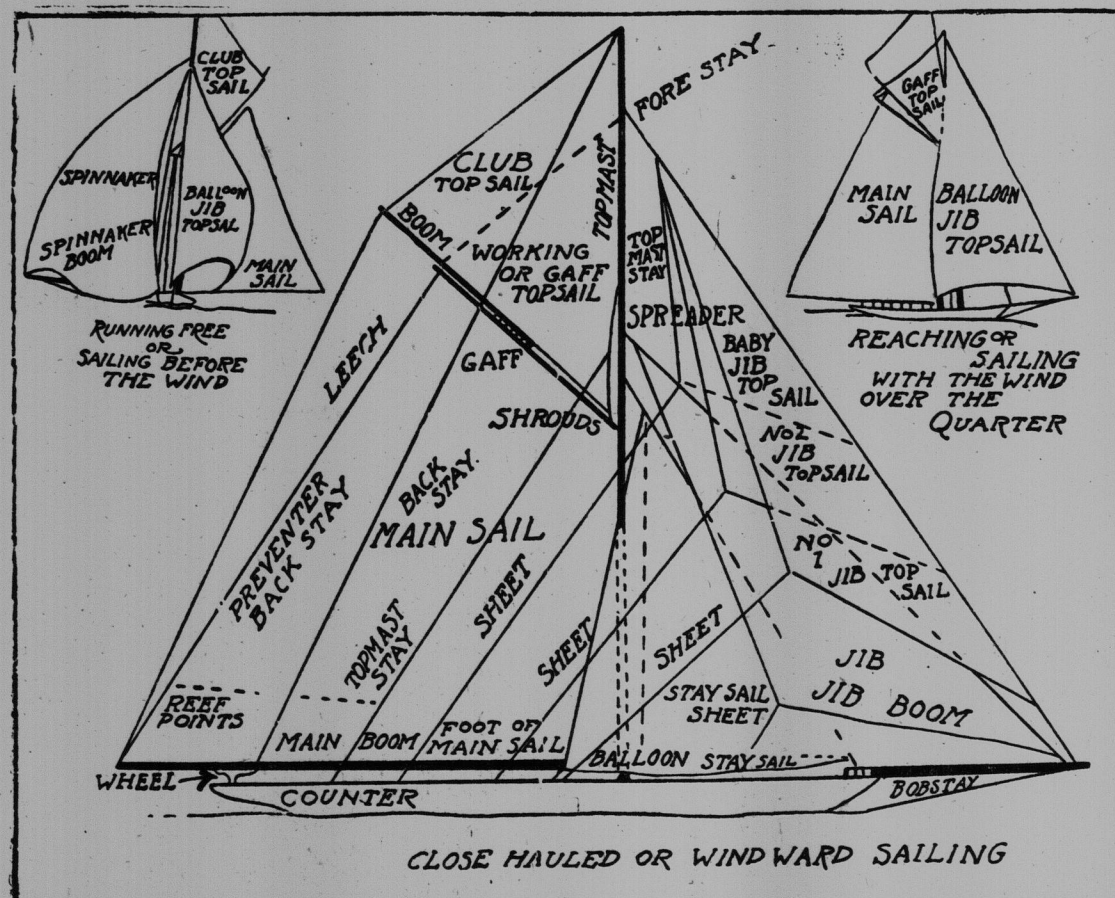 CLUB
TOP
SAIL
SPINNAKER
BALLOON
JIB
TOPSAL
SPINNAKER
BOOM
MAIN
SAIL
RUNNING FREE
OR
SAILING BEFORE
THE WIND
FORE STAY
CLUB
TOP SAIL
TOPMAST
BOOM
WORKING
OR GAFF
TOPSAIL
TOP
MAST
STAY
SPREADER
GAFF
TOP
SAIL
MAIN
SAIL
BALLOON
JIB
TOPSAIL
REACHING OR
SAILING
WITH THE WIND
OVER THE
QUARTER
LEECH
GAFF
SHROUDS
BABY
JIB
TOP
SAIL
NO2
JIB
TOPSAIL
PREVENTER
BACK STAY
BACK
STAY.
MAIN SAIL
NO
1
JIB
TOP
SAIL
TOPMAST
STAY
SHEET
SHEET
SHEET
JIB
JIB BOOM
STAY SAIL
SHEET
REEF
POINTS
MAIN BOOM
FOOT OF
MAIN SAIL
BALLOON STAY SAIL
WHEEL
COUNTER
BOBSTAY
CLOSE HAULED OR WINDWARD SAILING